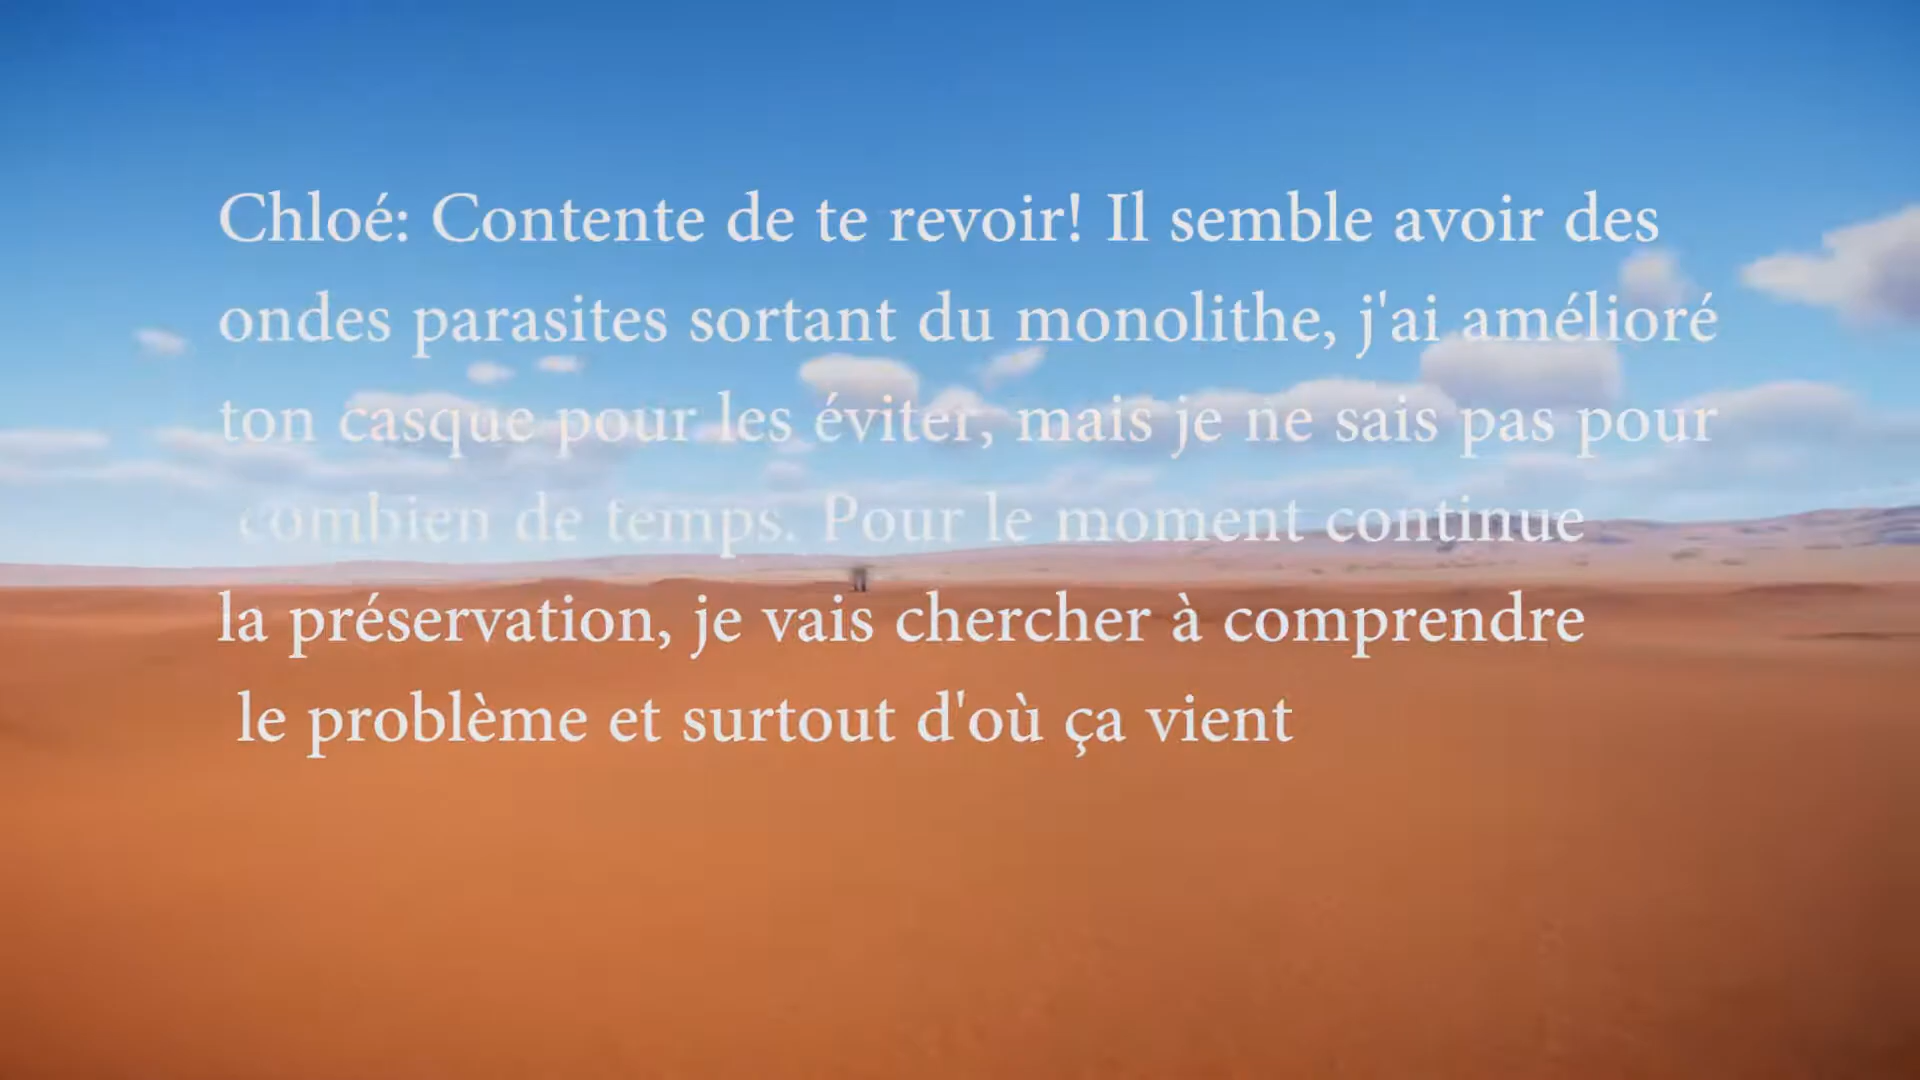 Chloé: Contente de te revoir! Il semble avoir des
ondes parasites sortant du monolithe, j'ai amélioré
ton casque pour les éviter, mais je ne sais pas pour
combien de temps. Pour le moment continue
la préservation, je vais chercher à comprendre
le problème et surtout d'où ça vient